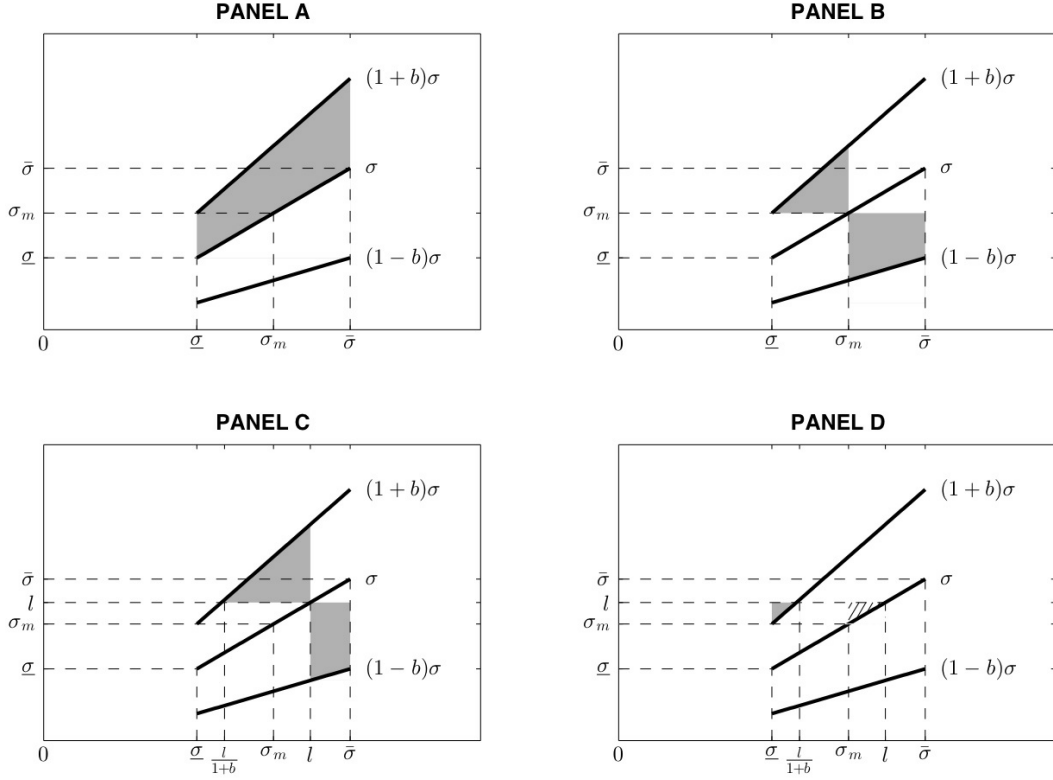 PANEL A
(1 + b)σ
σ̄
σ
σ_m
σ̲
(1 − b)σ
0
σ̲
σ_m
σ̄
PANEL B
(1 + b)σ
σ̄
σ
σ_m
σ̲
(1 − b)σ
0
σ̲
σ_m
σ̄
PANEL C
(1 + b)σ
σ̄
σ
l
σ_m
σ̲
(1 − b)σ
0
σ̲
l/1+b
σ_m
l
σ̄
PANEL D
(1 + b)σ
σ̄
σ
l
σ_m
σ̲
(1 − b)σ
0
σ̲
l/1+b
σ_m
l
σ̄